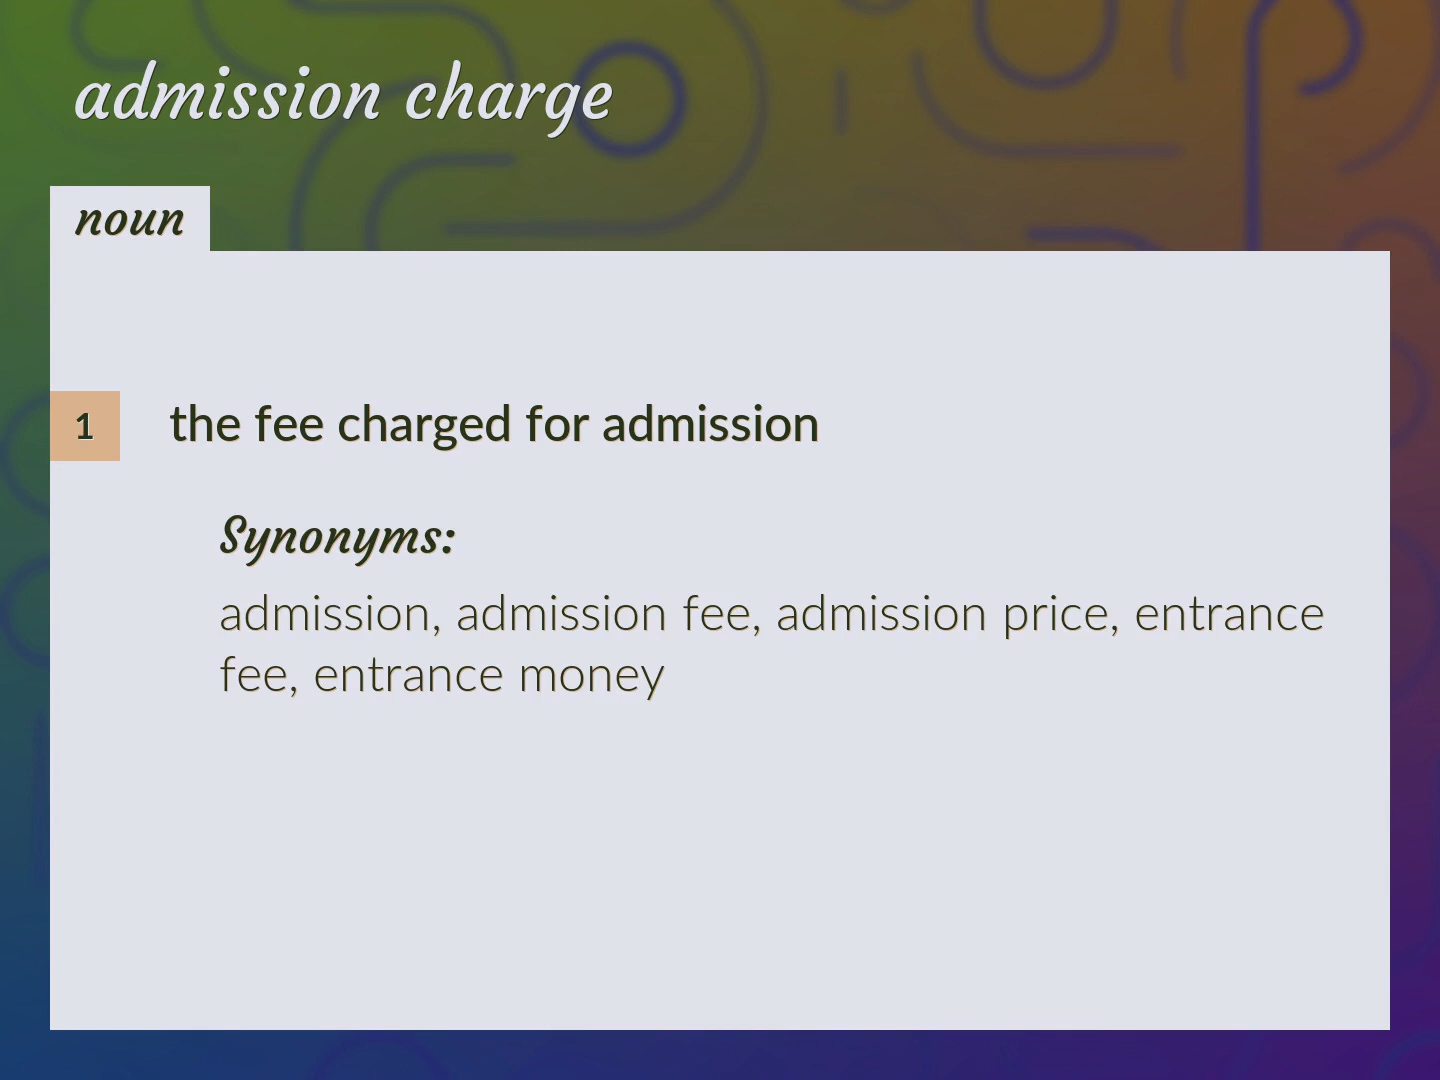 admission charge
noun
1
the fee charged for admission
Synonyms:
admission, admission fee, admission price, entrance
fee, entrance money